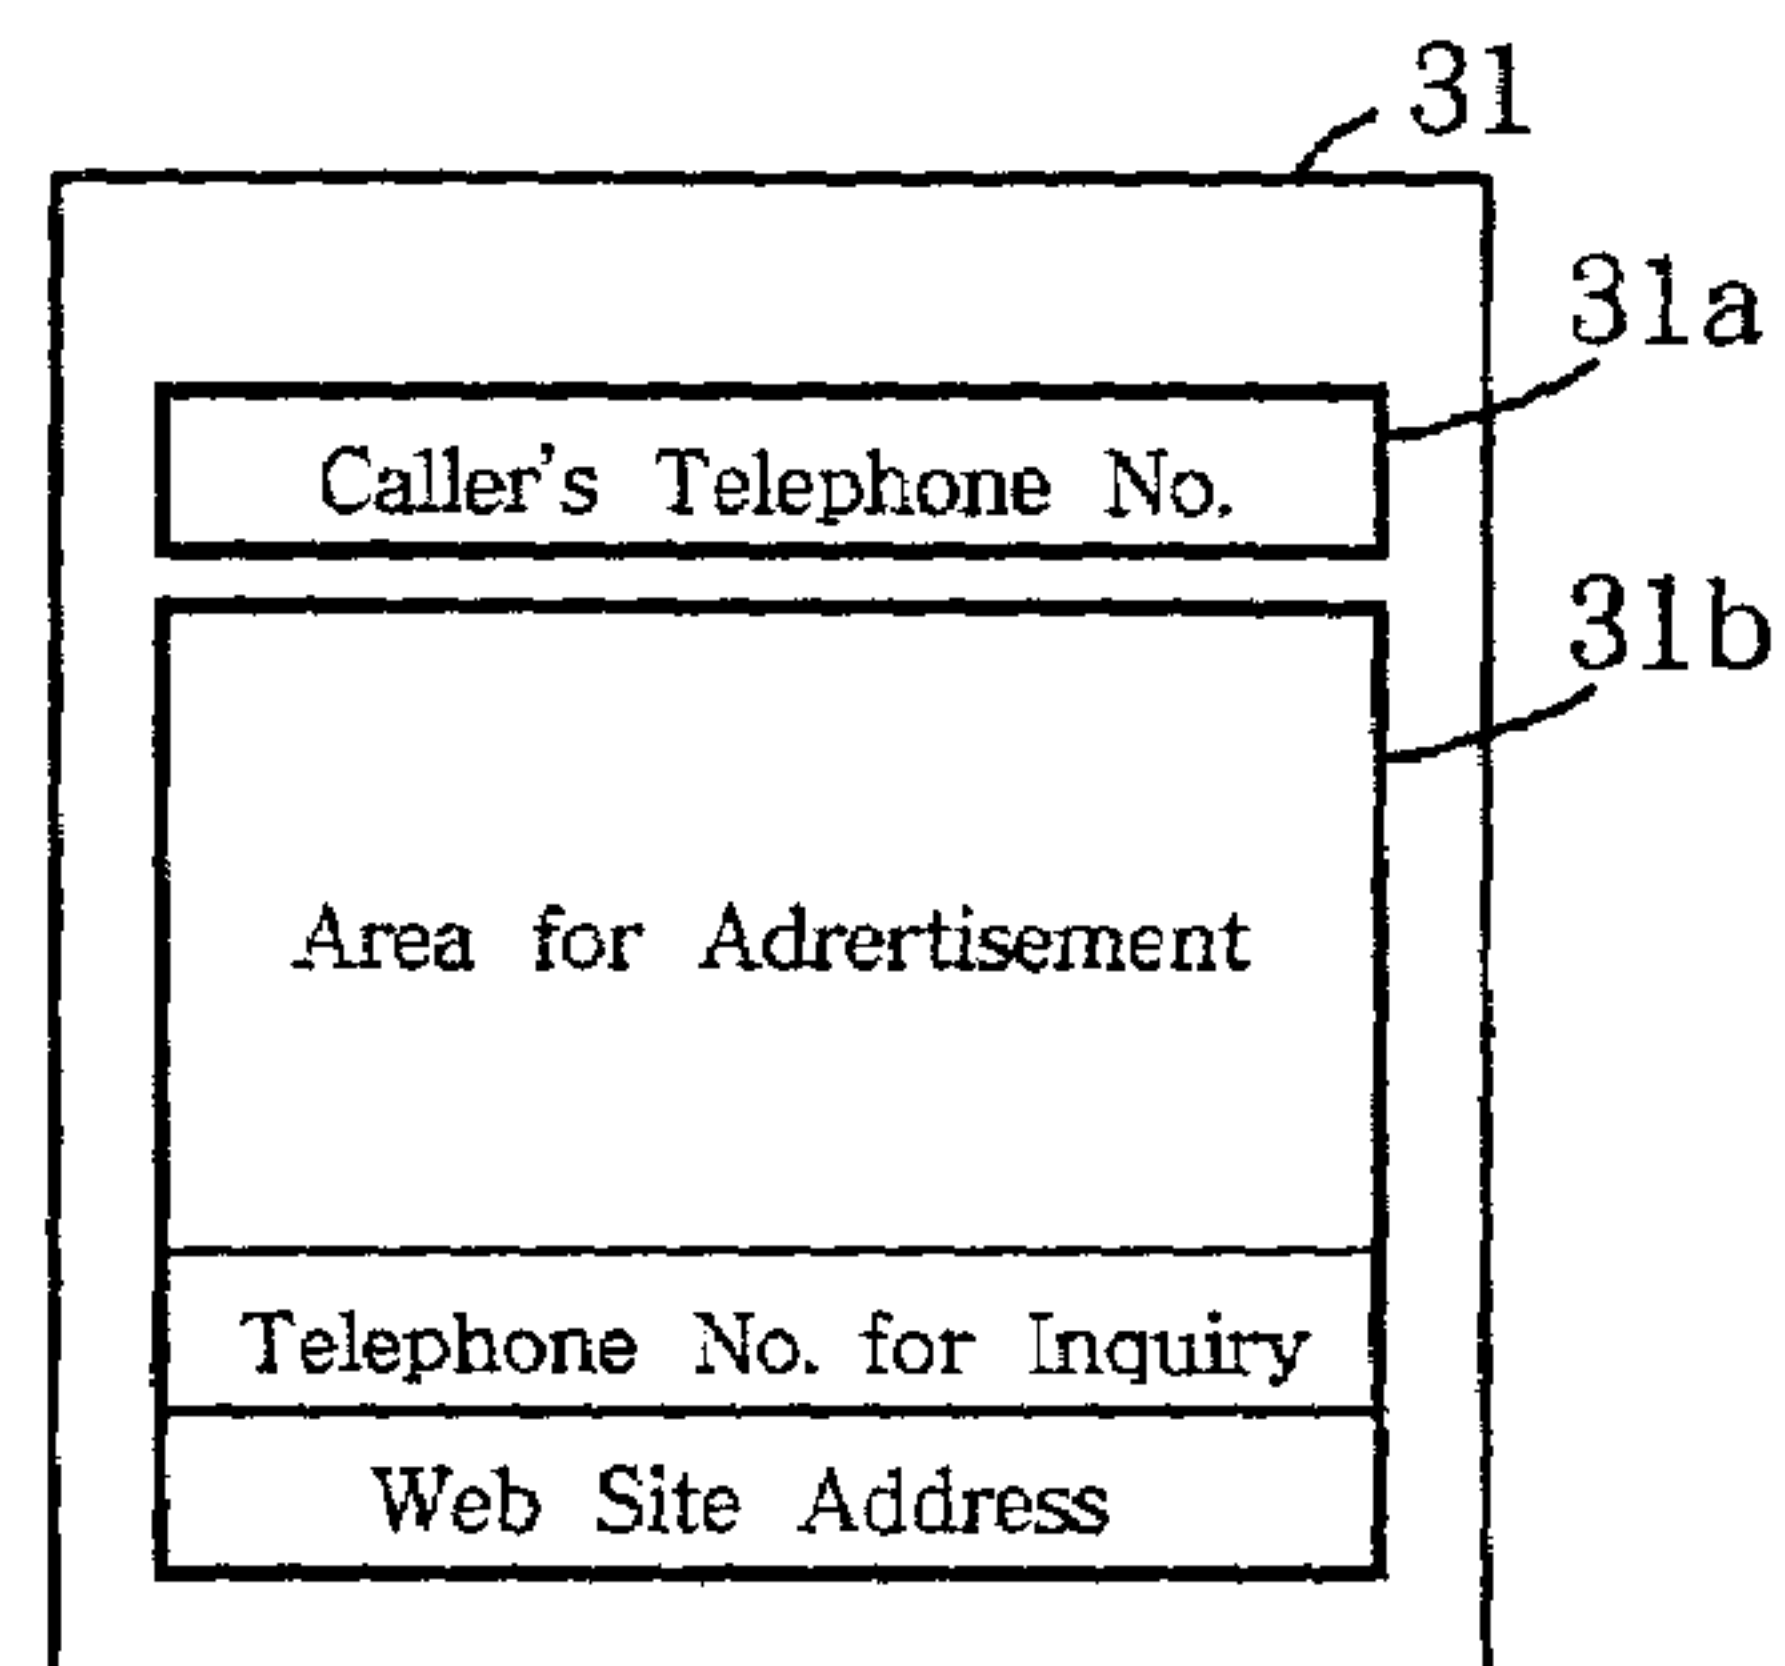 31
31a
Caller's Telephone No.
31b
Area for Adrertisement
Telephone No. for Inquiry
Web Site Address